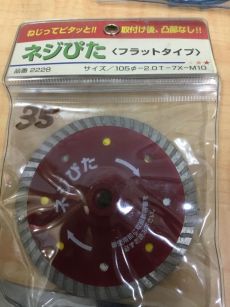 ねじってピタッと!! 取付け後、凸部なし!!
ネジぴた〈フラットタイプ〉
品番 2228 サイズ/105φ-2.0T-7X-M10
35
ネジぴた